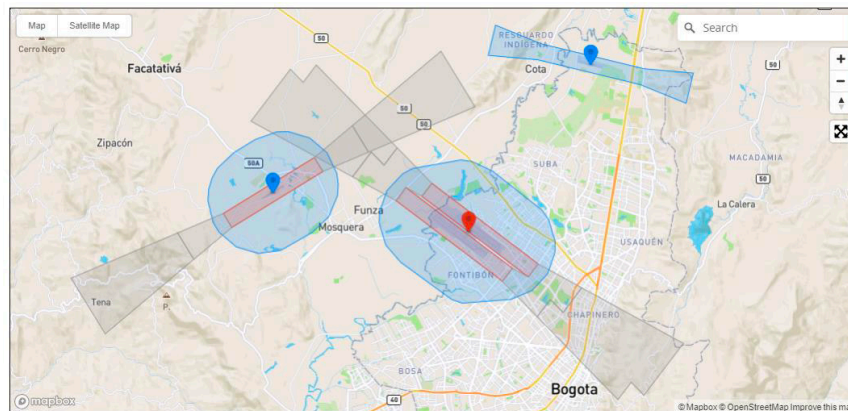 Map
Satellite Map
Search
50
RESGUARDO
INDÍGENA
Cerro Negro
50
Facatativá
Cota
50
50
Zipacón
50
50A
SUBA
MACADAMIA
50
La Calera
Funza
Mosquera
USAQUÉN
FONTIBÓN
Tena
P.
CHAPINERO
BOSA
Bogota
40
mapbox
© Mapbox © OpenStreetMap Improve this ma